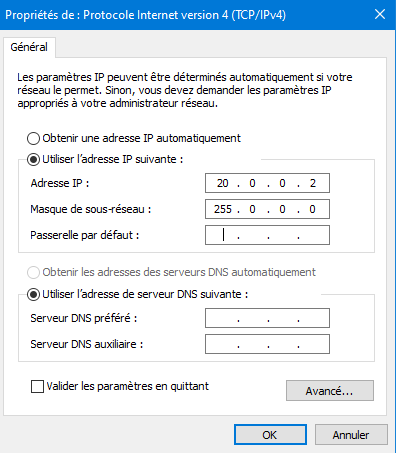 Propriétés de : Protocole Internet version 4 (TCP/IPv4)
Général
Les paramètres IP peuvent être déterminés automatiquement si votre
réseau le permet. Sinon, vous devez demander les paramètres IP
appropriés à votre administrateur réseau.
Obtenir une adresse IP automatiquement
Utiliser l'adresse IP suivante :
Adresse IP : 20 . 0 . 0 . 2
Masque de sous-réseau : 255 . 0 . 0 . 0
Passerelle par défaut : . . .
Obtenir les adresses des serveurs DNS automatiquement
Utiliser l'adresse de serveur DNS suivante :
Serveur DNS préféré : . . .
Serveur DNS auxiliaire : . . .
Valider les paramètres en quittant
Avancé...
OK Annuler